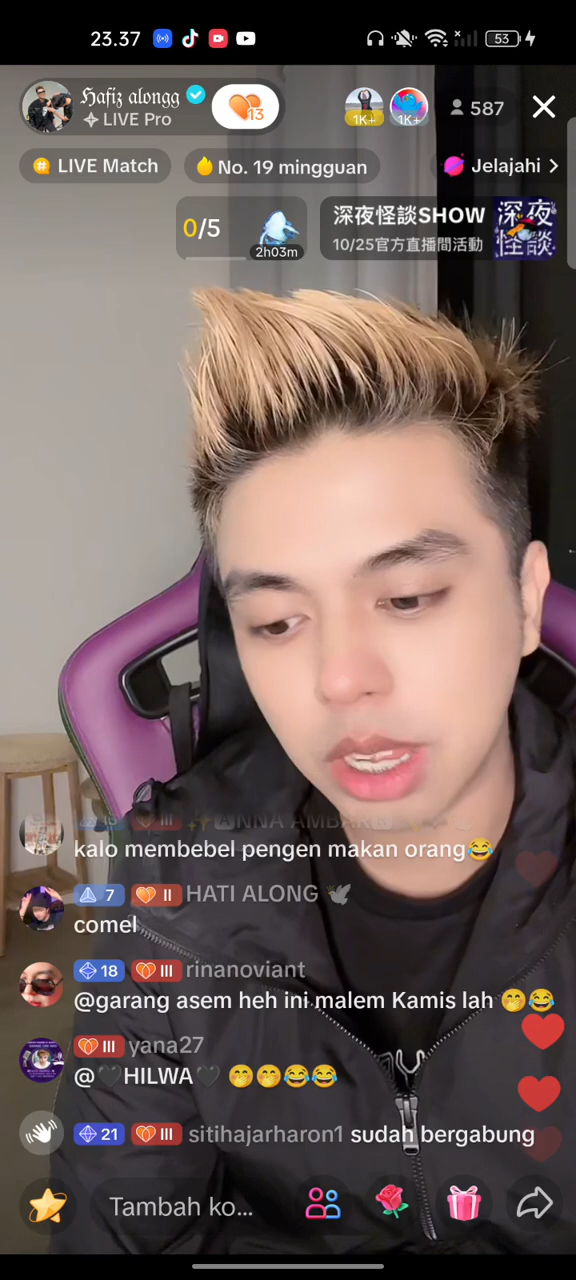 23.37
53
Hafiz alongg
LIVE Pro
13
1K+
1K+
587
LIVE Match
No. 19 mingguan
Jelajahi
0/5
2h03m
深夜怪談SHOW
10/25官方直播間活動
深夜
怪談
III ANNA AMBAR
kalo membebel pengen makan orang😂
7 II HATI ALONG 🕊
comel
18 III rinanoviant
@garang asem heh ini malem Kamis lah 🤭😂
III yana27
@🖤HILWA🖤 🤭🤭😂😂
21 III sitihajarharon1 sudah bergabung
Tambah ko...